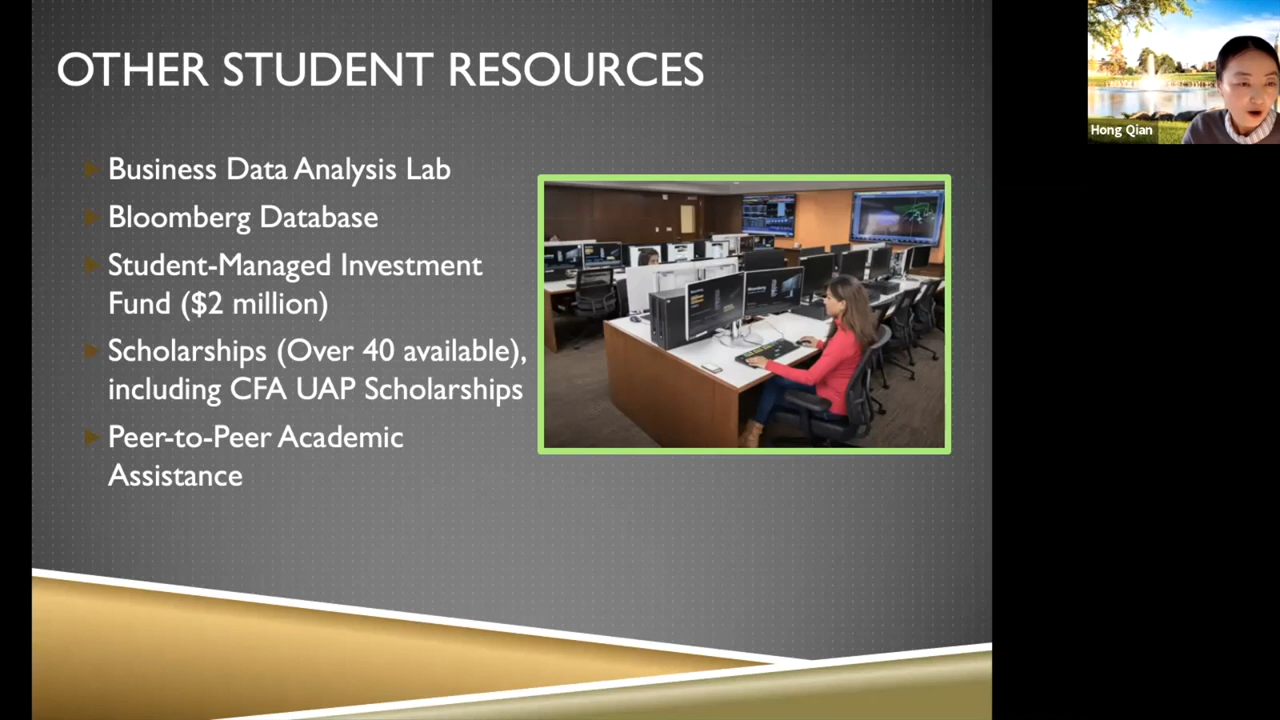 OTHER STUDENT RESOURCES
Business Data Analysis Lab
Bloomberg Database
Student-Managed Investment
Fund ($2 million)
Scholarships (Over 40 available),
including CFA UAP Scholarships
Peer-to-Peer Academic
Assistance
Hong Qian